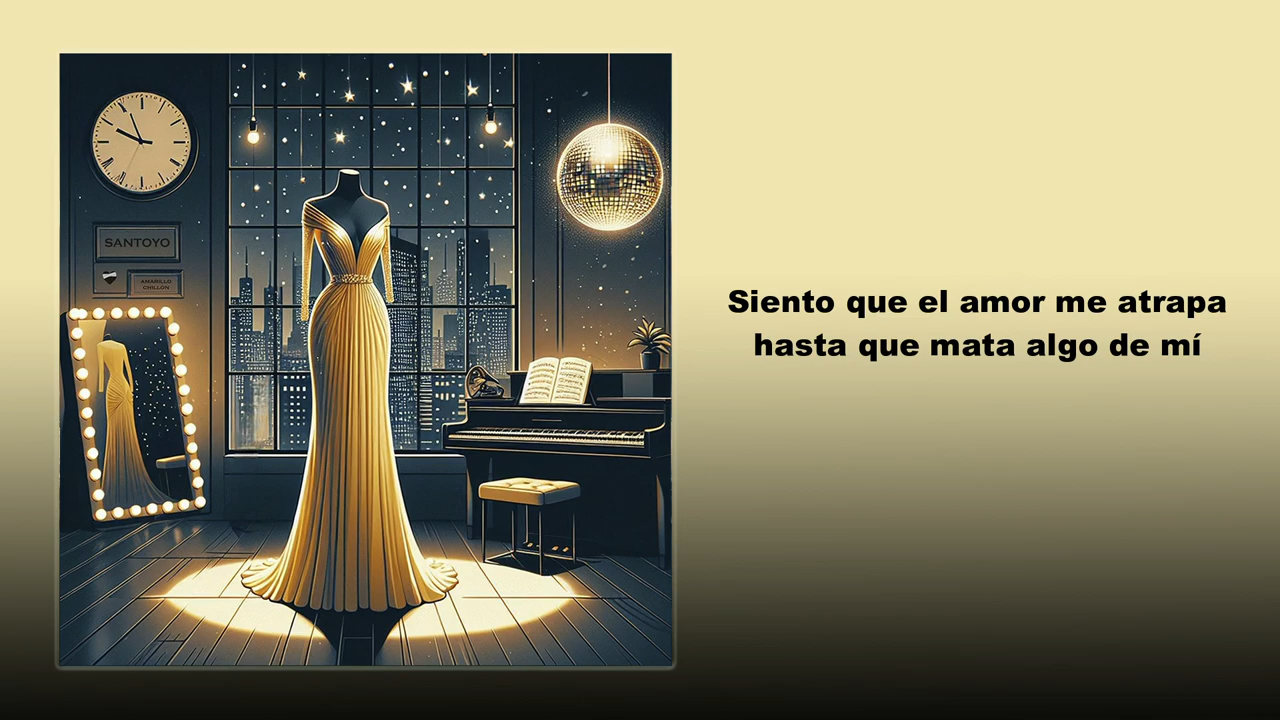 SANTOYO
AMARILLO
CHILLÓN
Siento que el amor me atrapa
hasta que mata algo de mí